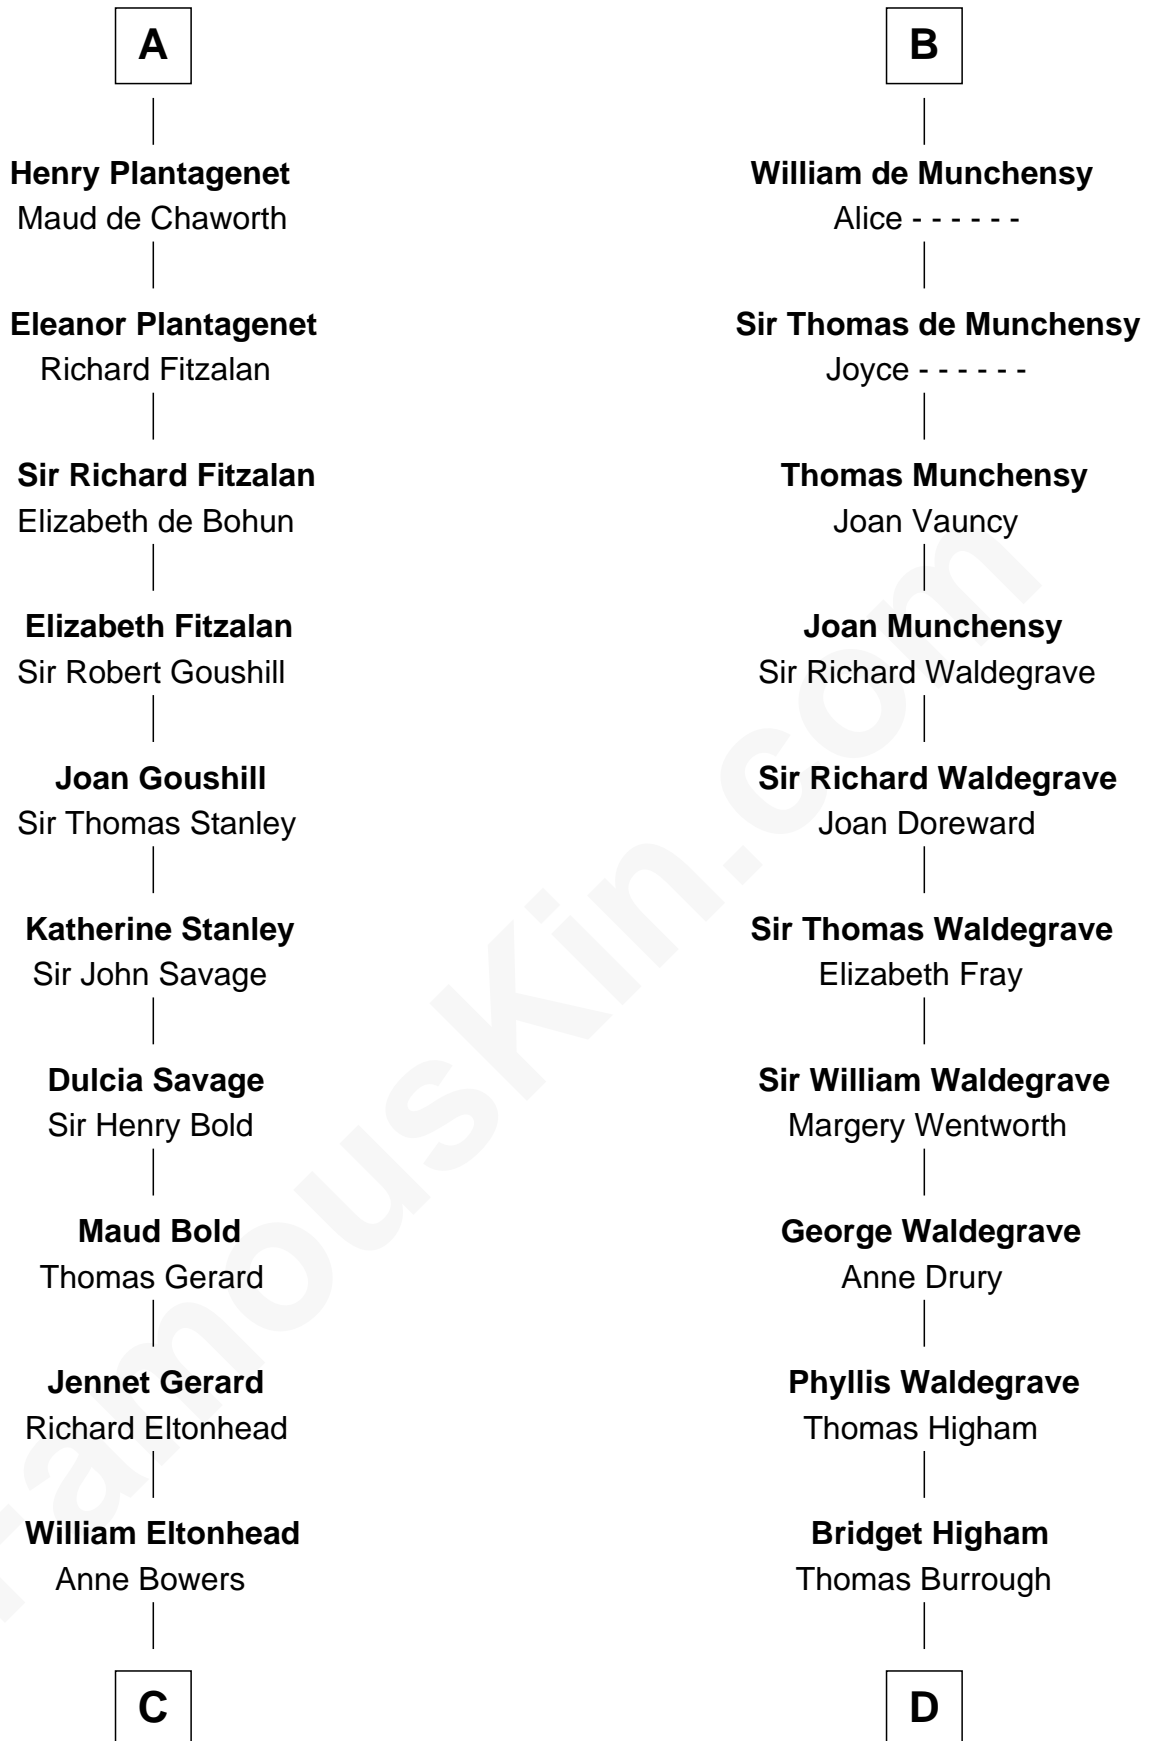 A
Henry Plantagenet
Maud de Chaworth
Eleanor Plantagenet
Richard Fitzalan
Sir Richard Fitzalan
Elizabeth de Bohun
Elizabeth Fitzalan
Sir Robert Goushill
Joan Goushill
Sir Thomas Stanley
Katherine Stanley
Sir John Savage
Dulcia Savage
Sir Henry Bold
Maud Bold
Thomas Gerard
Jennet Gerard
Richard Eltonhead
William Eltonhead
Anne Bowers
C
B
William de Munchensy
Alice - - - - - -
Sir Thomas de Munchensy
Joyce - - - - - -
Thomas Munchensy
Joan Vauncy
Joan Munchensy
Sir Richard Waldegrave
Sir Richard Waldegrave
Joan Doreward
Sir Thomas Waldegrave
Elizabeth Fray
Sir William Waldegrave
Margery Wentworth
George Waldegrave
Anne Drury
Phyllis Waldegrave
Thomas Higham
Bridget Higham
Thomas Burrough
D
FamousKin.com